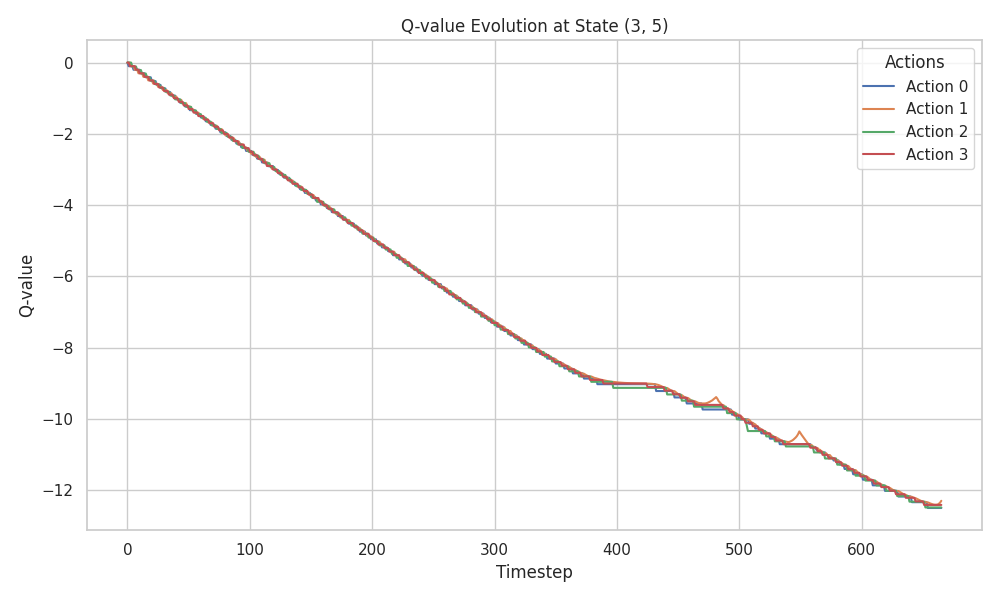 Q-value Evolution at State (3, 5)
Actions
Action 0
Action 1
Action 2
Action 3
Q-value
0
−2
−4
−6
−8
−10
−12
0 100 200 300 400 500 600
Timestep